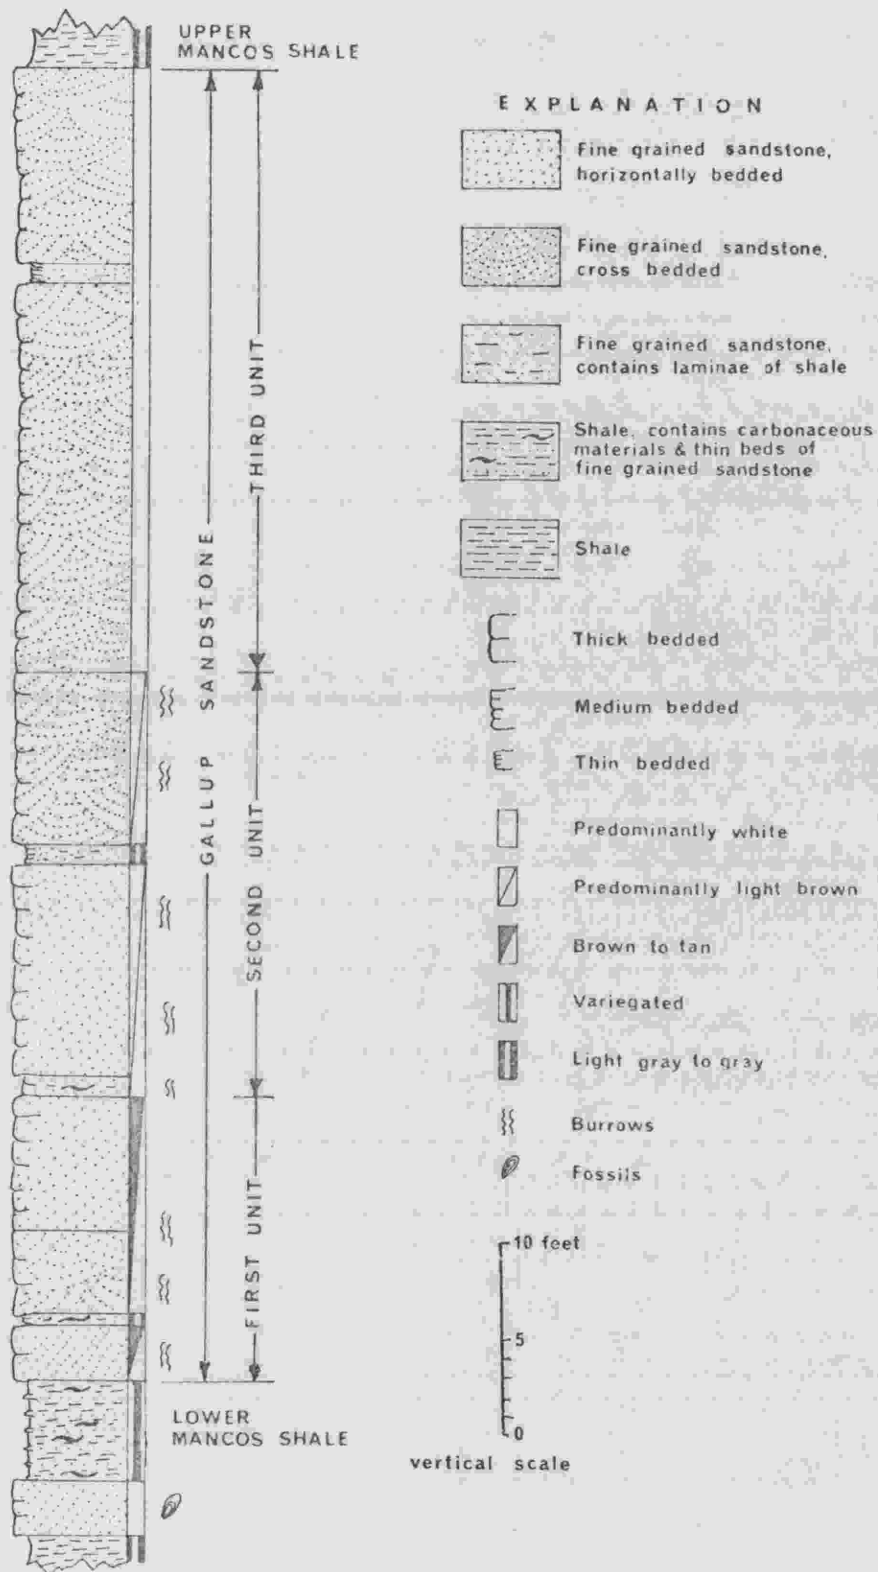 UPPER
MANCOS SHALE
THIRD UNIT
GALLUP SANDSTONE
SECOND UNIT
FIRST UNIT
LOWER
MANCOS SHALE
EXPLANATION
Fine grained sandstone,
horizontally bedded
Fine grained sandstone,
cross bedded
Fine grained sandstone,
contains laminae of shale
Shale, contains carbonaceous
materials & thin beds of
fine grained sandstone
Shale
Thick bedded
Medium bedded
Thin bedded
Predominantly white
Predominantly light brown
Brown to tan
Variegated
Light gray to gray
Burrows
Fossils
10 feet
5
0
vertical scale